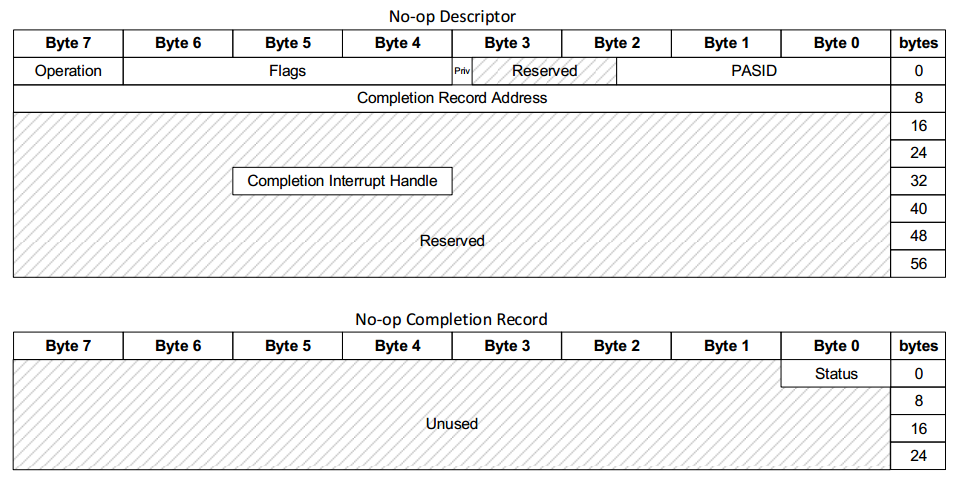 No-op Descriptor
Byte 7 Byte 6 Byte 5 Byte 4 Byte 3 Byte 2 Byte 1 Byte 0 bytes
Operation Flags Priv Reserved PASID 0
Completion Record Address 8
16
24
Completion Interrupt Handle 32
40
Reserved 48
56
No-op Completion Record
Byte 7 Byte 6 Byte 5 Byte 4 Byte 3 Byte 2 Byte 1 Byte 0 bytes
Status 0
8
Unused 16
24